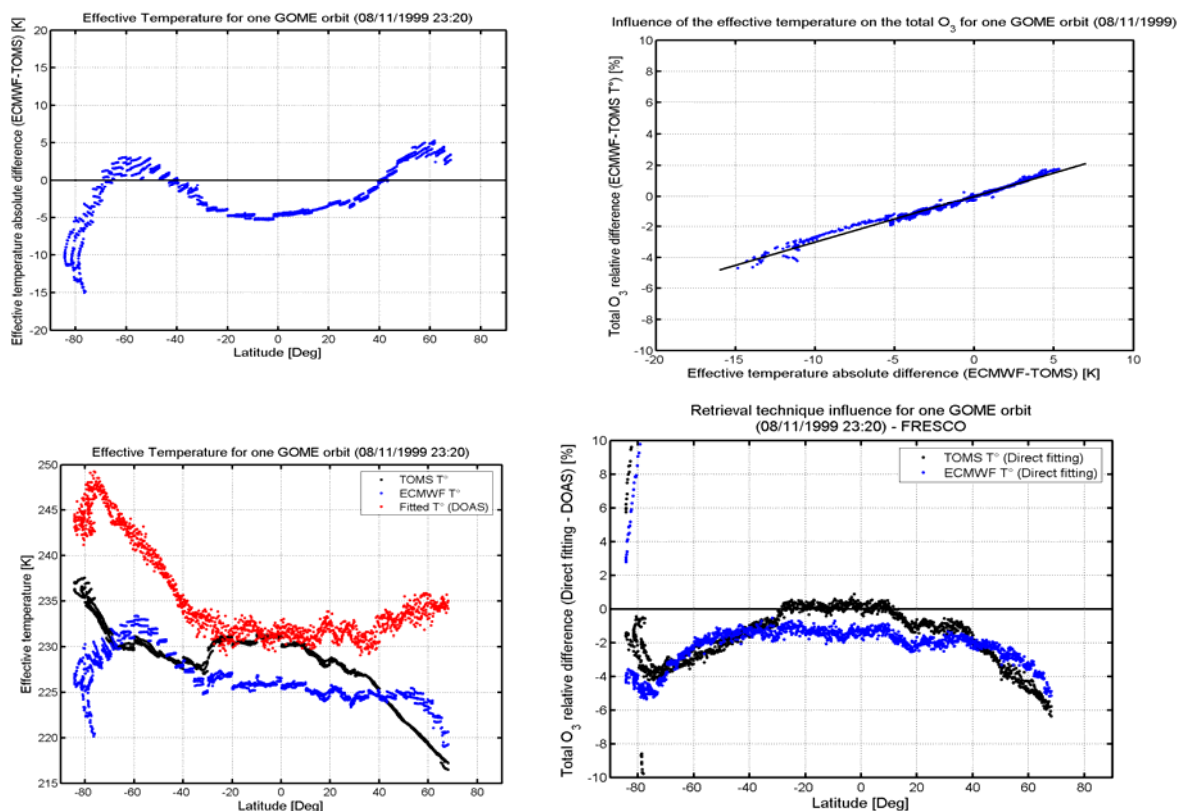 Effective Temperature for one GOME orbit (08/11/1999 23:20)
Effective temperature absolute difference (ECMWF-TOMS) [K]
20
15
10
5
0
-5
-10
-15
-20
-80 -60 -40 -20 0 20 40 60 80
Latitude [Deg]
Influence of the effective temperature on the total O3 for one GOME orbit (08/11/1999)
Total O3 relative difference (ECMWF-TOMS T°) [%]
10
8
6
4
2
0
-2
-4
-6
-8
-10
-20 -15 -10 -5 0 5 10
Effective temperature absolute difference (ECMWF-TOMS) [K]
Effective Temperature for one GOME orbit (08/11/1999 23:20)
Effective temperature [K]
250
245
240
235
230
225
220
215
TOMS T°
ECMWF T°
Fitted T° (DOAS)
-80 -60 -40 -20 0 20 40 60 80
Latitude [Deg]
Retrieval technique influence for one GOME orbit
(08/11/1999 23:20) - FRESCO
Total O3 relative difference (Direct fitting - DOAS) [%]
10
8
6
4
2
0
-2
-4
-6
-8
-10
TOMS T° (Direct fitting)
ECMWF T° (Direct fitting)
-80 -60 -40 -20 0 20 40 60 80
Latitude [Deg]